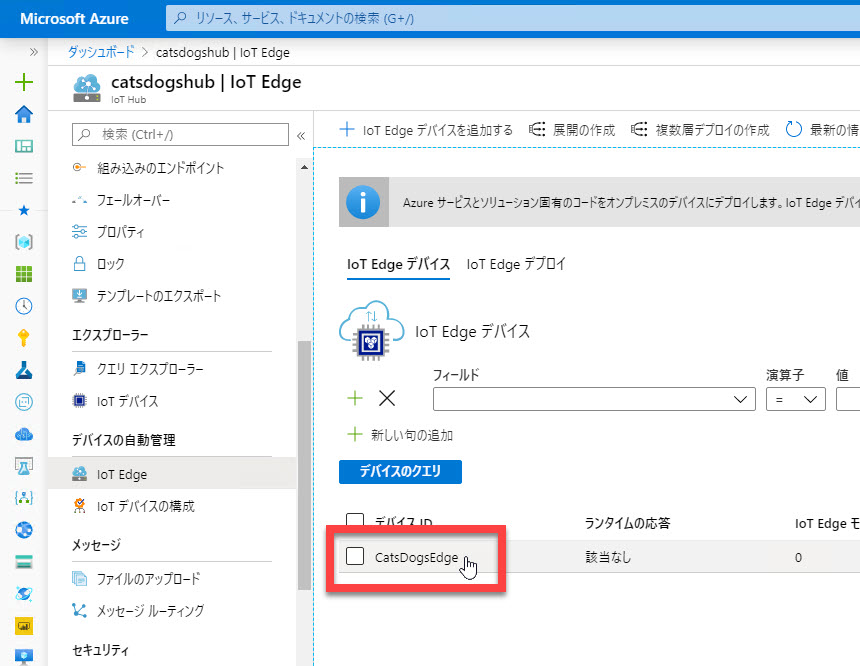 Microsoft Azure
リソース、サービス、ドキュメントの検索 (G+/)
ダッシュボード > catsdogshub | IoT Edge
catsdogshub | IoT Edge
IoT Hub
検索 (Ctrl+/)
組み込みのエンドポイント
フェールオーバー
プロパティ
ロック
テンプレートのエクスポート
エクスプローラー
クエリ エクスプローラー
IoT デバイス
デバイスの自動管理
IoT Edge
IoT デバイスの構成
メッセージ
ファイルのアップロード
メッセージ ルーティング
セキュリティ
IoT Edge デバイスを追加する 展開の作成 複数層デプロイの作成 最新の情
Azure サービスとソリューション固有のコードをオンプレミスのデバイスにデプロイします。IoT Edge デバイ
IoT Edge デバイス IoT Edge デプロイ
IoT Edge デバイス
フィールド 演算子 値
=
新しい句の追加
デバイスのクエリ
デバイス ID ランタイムの応答 IoT Edge モ
CatsDogsEdge 該当なし 0